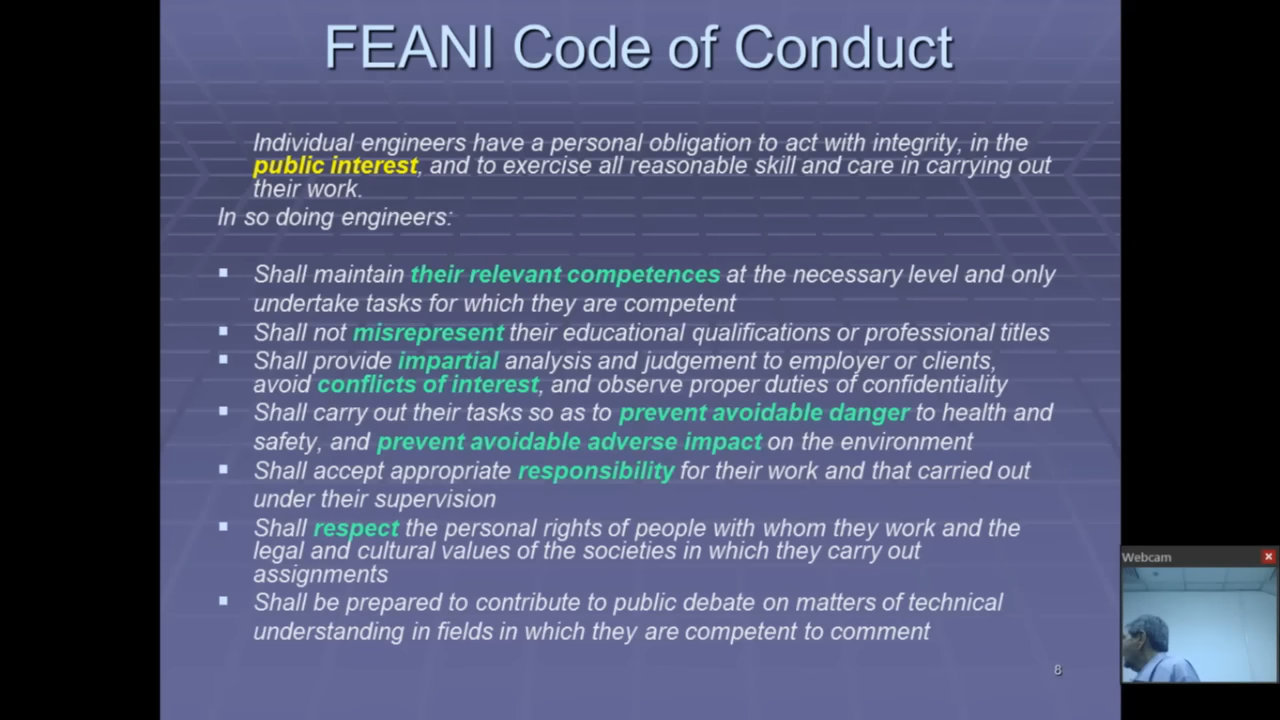 FEANI Code of Conduct
Individual engineers have a personal obligation to act with integrity, in the
public interest, and to exercise all reasonable skill and care in carrying out
their work.
In so doing engineers:
▪ Shall maintain their relevant competences at the necessary level and only
undertake tasks for which they are competent
▪ Shall not misrepresent their educational qualifications or professional titles
▪ Shall provide impartial analysis and judgement to employer or clients,
avoid conflicts of interest, and observe proper duties of confidentiality
▪ Shall carry out their tasks so as to prevent avoidable danger to health and
safety, and prevent avoidable adverse impact on the environment
▪ Shall accept appropriate responsibility for their work and that carried out
under their supervision
▪ Shall respect the personal rights of people with whom they work and the
legal and cultural values of the societies in which they carry out
assignments
▪ Shall be prepared to contribute to public debate on matters of technical
understanding in fields in which they are competent to comment
8
Webcam